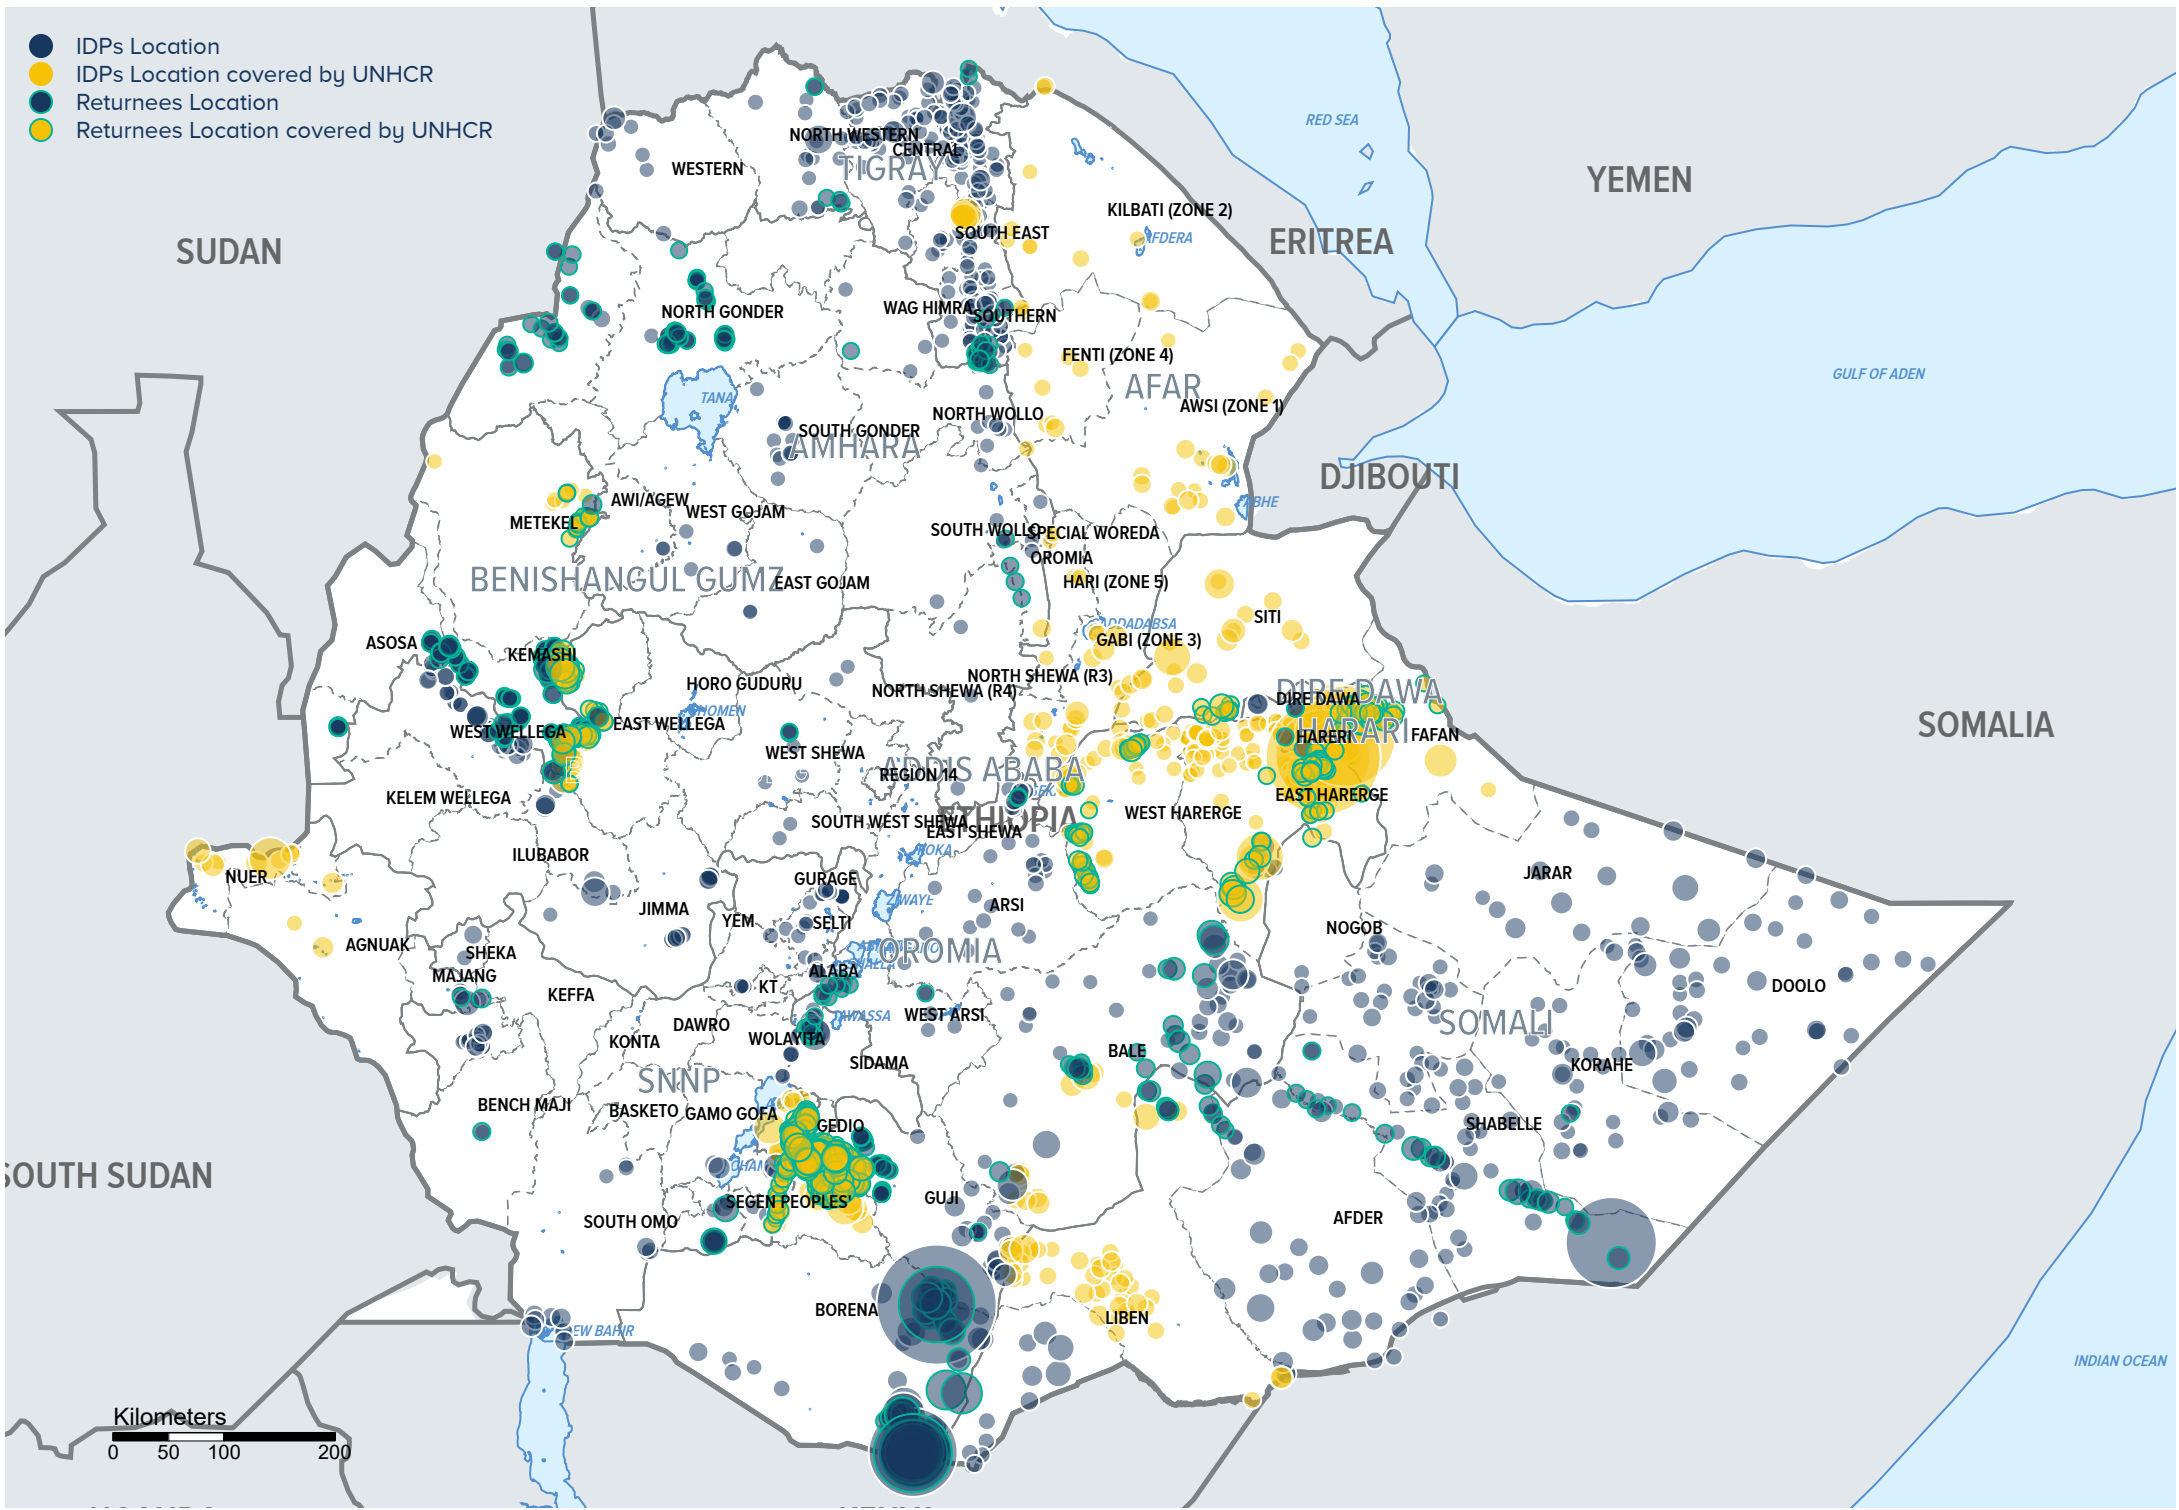 IDPs Location
IDPs Location covered by UNHCR
Returnees Location
Returnees Location covered by UNHCR
RED SEA
NORTH WESTERN
CENTRAL
WESTERN
TIGRAY
YEMEN
KILBATI (ZONE 2)
SOUTH EAST
AFDERA
ERITREA
SUDAN
NORTH GONDER
WAG HIMRA
SOUTHERN
FENTI (ZONE 4)
GULF OF ADEN
AFAR
TANA
AWSI (ZONE 1)
NORTH WOLLO
SOUTH GONDER
AMHARA
DJIBOUTI
AWI/AGEW
WEST GOJAM
ABHE
METEKEL
SOUTH WOLLO
SPECIAL WOREDA
OROMIA
BENISHANGUL GUMZ
EAST GOJAM
HARI (ZONE 5)
SITI
ADDADABSA
ASOSA
GABI (ZONE 3)
KEMASHI
HORO GUDURU
NORTH SHEWA (R3)
NORTH SHEWA (R4)
DIRE DAWA
DIRE DAWA
EAST WELLEGA
WEST WELLEGA
HARARI
HARERI
FAFAN
SOMALIA
WEST SHEWA
ADDIS ABABA
REGION 14
KELEM WELLEGA
EAST HARERGE
WEST HARERGE
SOUTH WEST SHEWA
ETHIOPIA
EAST SHEWA
KOKA
ILUBABOR
NUER
GURAGE
JARAR
ZIWAYE
JIMMA
YEM
SELTI
ARSI
NOGOB
AGNUAK
SHEKA
OROMIA
MAJANG
ALABA
KT
KEFFA
DOOLO
WEST ARSI
AWASSA
DAWRO
SOMALI
KONTA
WOLAYITA
BALE
SIDAMA
KORAHE
SNNP
BENCH MAJI
BASKETO
GAMO GOFA
GEDIO
SHABELLE
SOUTH SUDAN
SEGEN PEOPLES'
GUJI
SOUTH OMO
AFDER
BORENA
LIBEN
INDIAN OCEAN
Kilometers
0 50 100 200